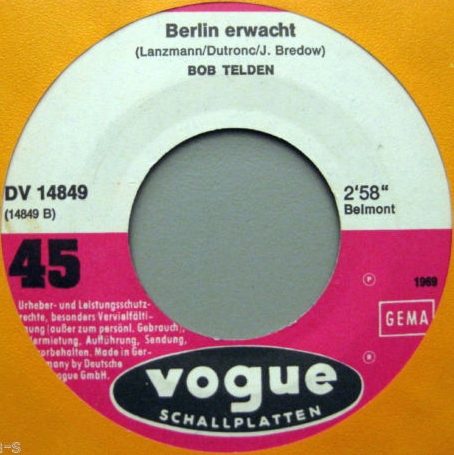 Berlin erwacht
(Lanzmann/Dutronc/J. Bredow)
BOB TELDEN
DV 14849
(14849 B)
2'58"
Belmont
45
1969
Urheber- und Leistungsschutz-
rechte, besonders Vervielfälti-
gung (außer zum persönl. Gebrauch),
Vermietung, Aufführung, Sendung,
vorbehalten. Made in Ger-
many by Deutsche
Vogue GmbH.
P
GEMA
vogue
SCHALLPLATTEN